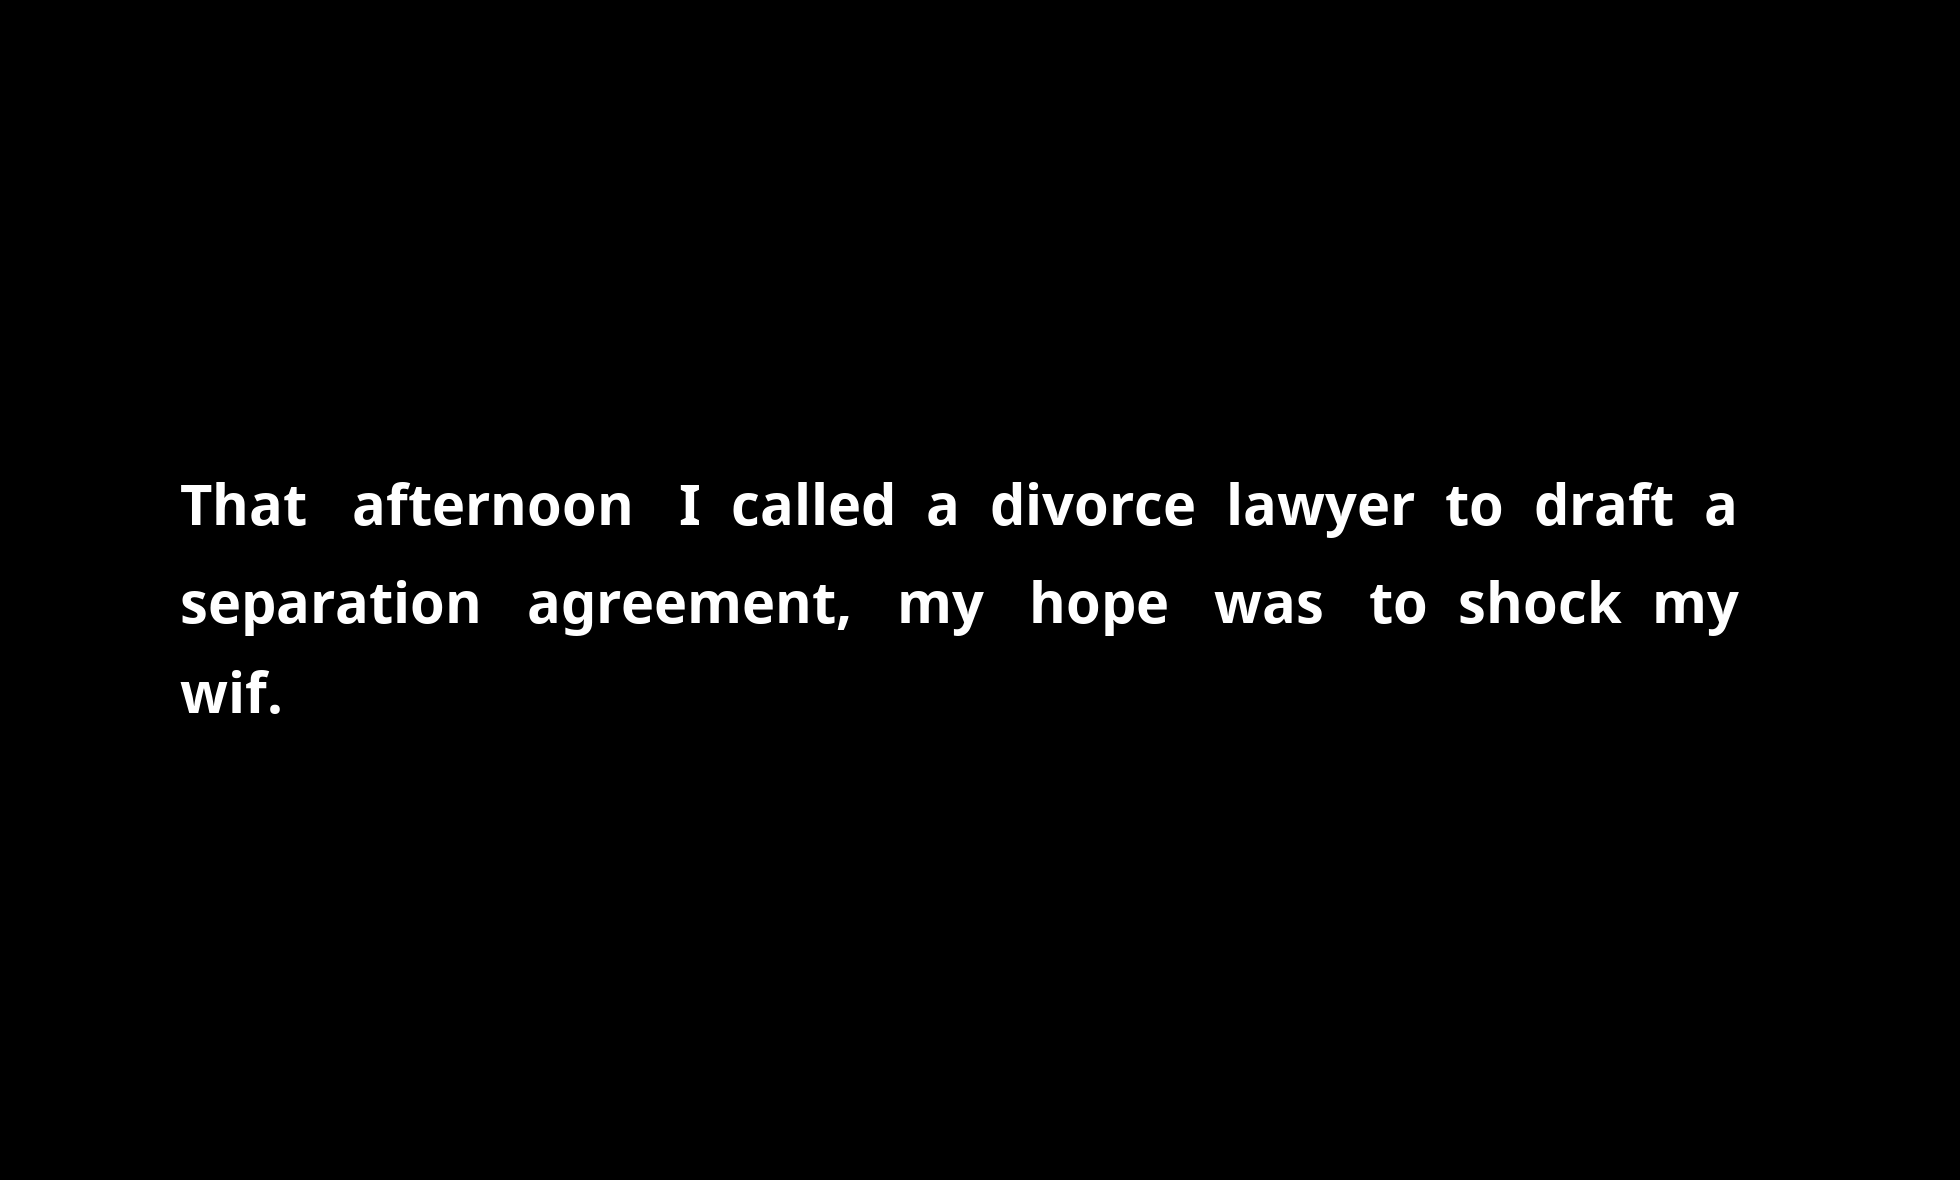 That afternoon I called a divorce lawyer to draft a
separation agreement, my hope was to shock my
wif.